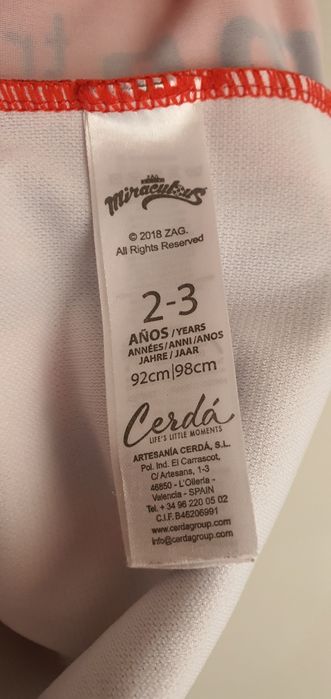 Miraculous
© 2018 ZAG.
All Rights Reserved
2-3
AÑOS / YEARS
ANNÉES / ANNI / ANOS
JAHRE / JAAR
92cm|98cm
Cerdá
LIFE'S LITTLE MOMENTS
ARTESANÍA CERDÁ, S.L.
Pol. Ind. El Carrascot,
C/ Artesans, 1-3
46850 - L'Olleria -
Valencia - SPAIN
Tel. + 34 96 220 05 02
C.I.F. B46206991
www.cerdagroup.com
info@cerdagroup.com